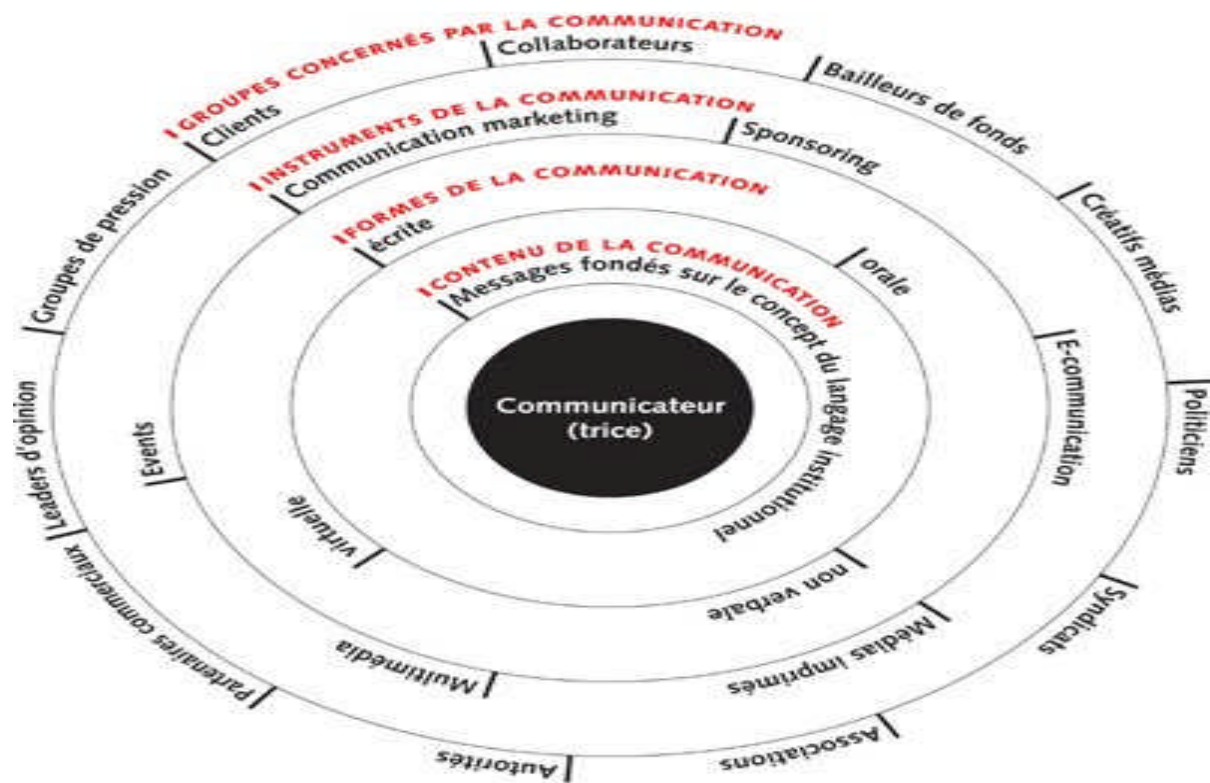 GROUPES CONCERNÉS PAR LA COMMUNICATION
Clients
Collaborateurs
Bailleurs de fonds
Créatifs médias
Politiciens
Syndicats
Associations
Autorités
Partenaires commerciaux
Leaders d'opinion
Groupes de pression
INSTRUMENTS DE LA COMMUNICATION
Communication marketing
Sponsoring
E-communication
Médias imprimés
Multimédia
Events
FORMES DE LA COMMUNICATION
écrite
orale
non verbale
virtuelle
CONTENU DE LA COMMUNICATION
Messages fondés sur le concept du langage institutionnel
Communicateur
(trice)